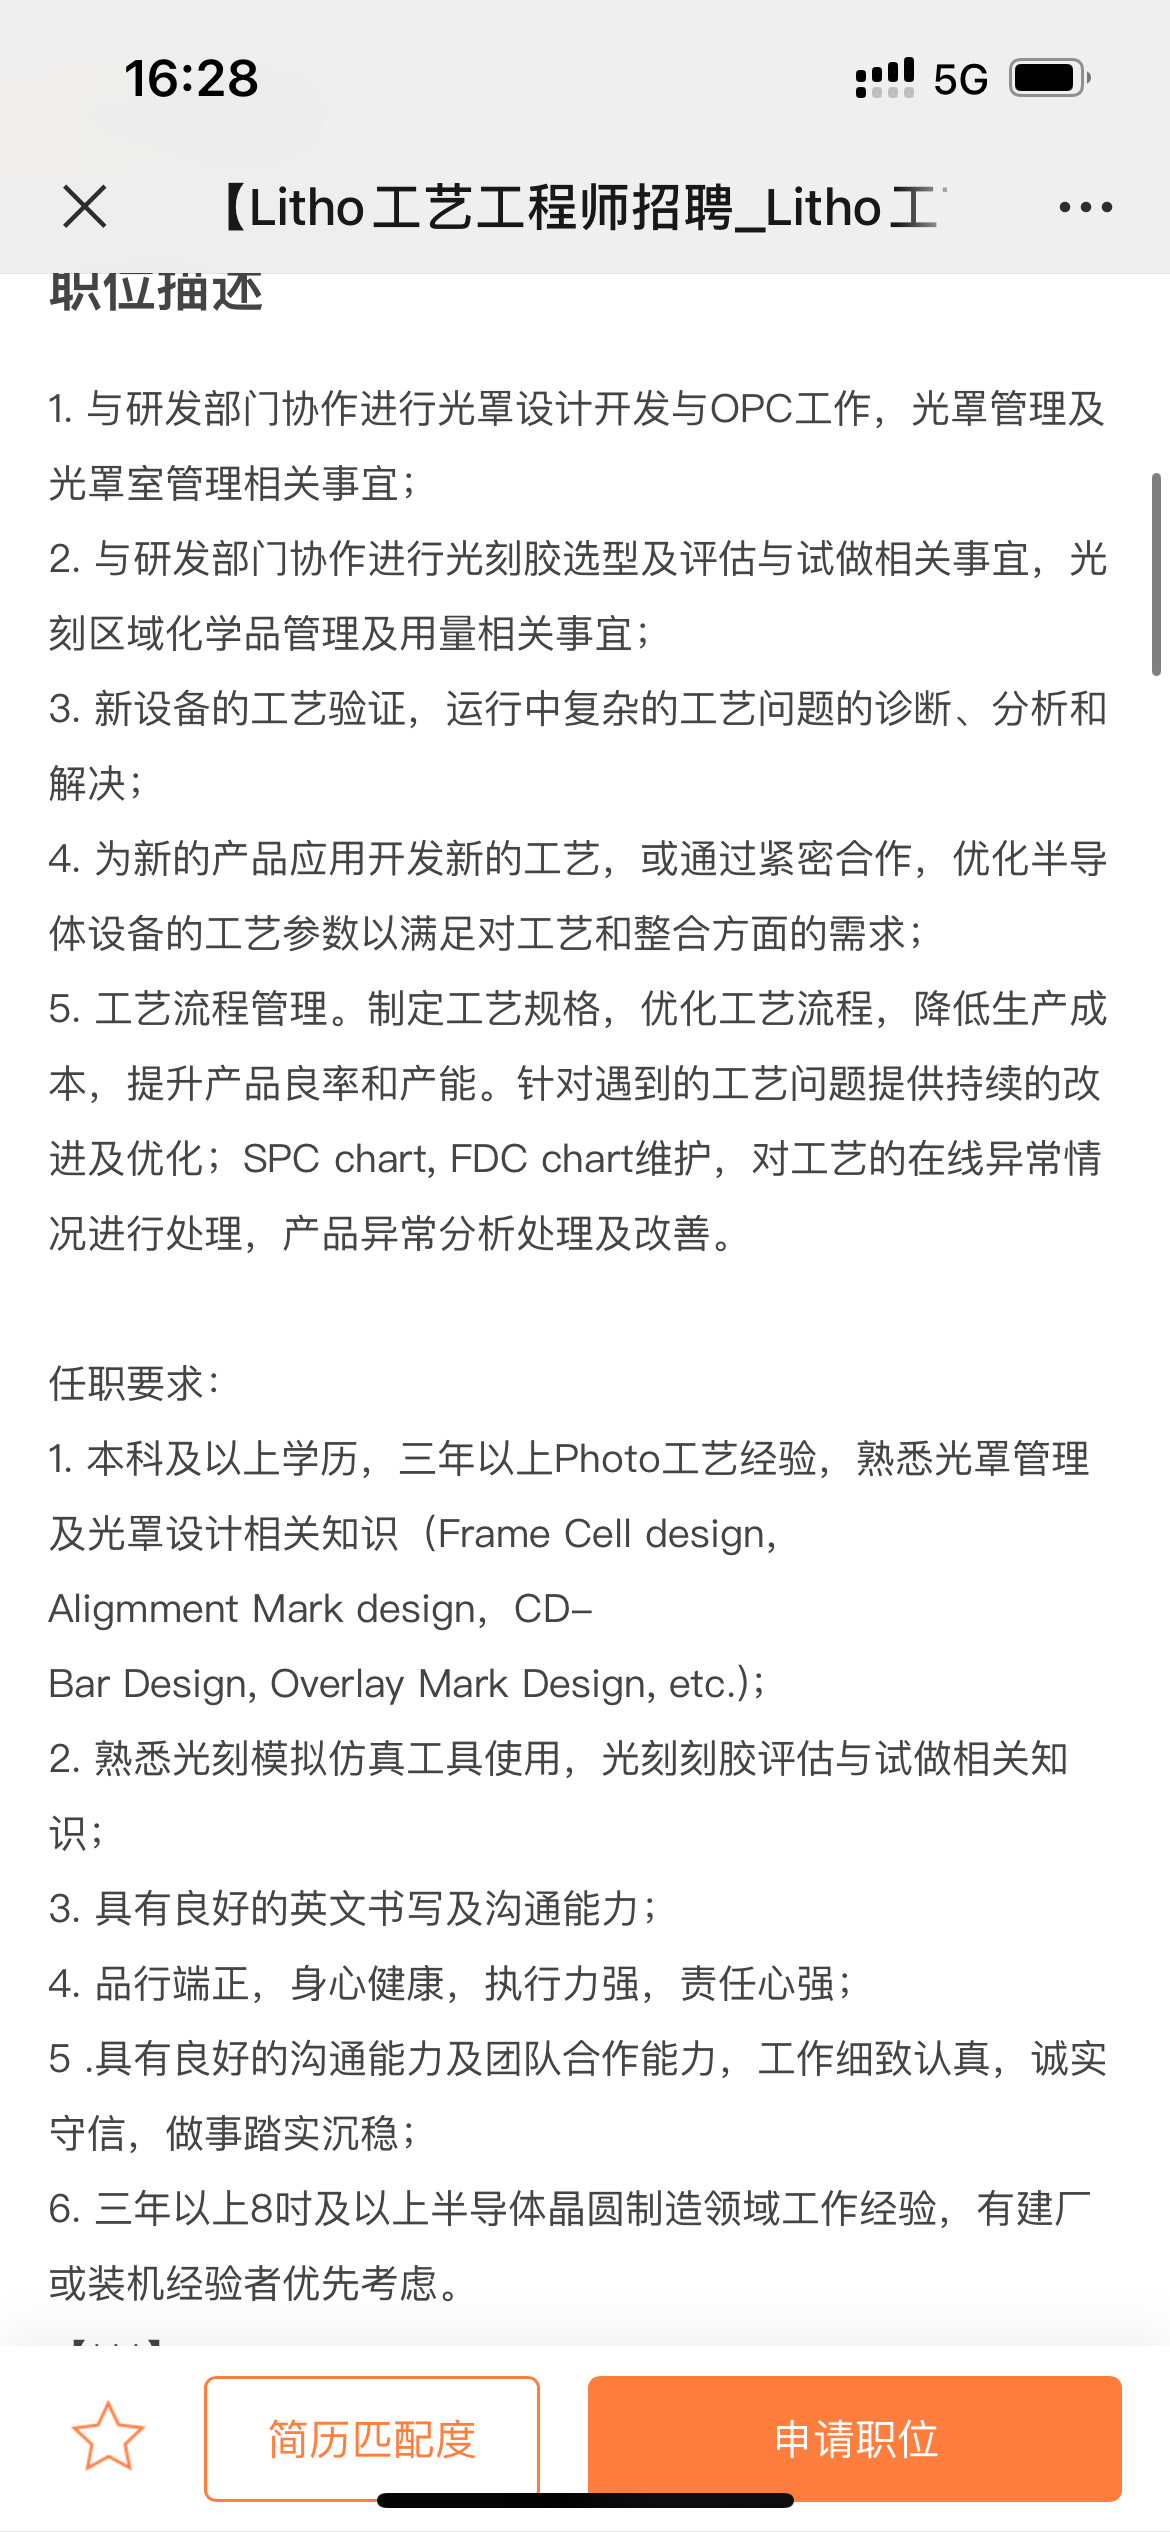 16:28
5G
【Litho工艺工程师招聘_Litho工
职位描述
1. 与研发部门协作进行光罩设计开发与OPC工作，光罩管理及
光罩室管理相关事宜；
2. 与研发部门协作进行光刻胶选型及评估与试做相关事宜，光
刻区域化学品管理及用量相关事宜；
3. 新设备的工艺验证，运行中复杂的工艺问题的诊断、分析和
解决；
4. 为新的产品应用开发新的工艺，或通过紧密合作，优化半导
体设备的工艺参数以满足对工艺和整合方面的需求；
5. 工艺流程管理。制定工艺规格，优化工艺流程，降低生产成
本，提升产品良率和产能。针对遇到的工艺问题提供持续的改
进及优化；SPC chart, FDC chart维护，对工艺的在线异常情
况进行处理，产品异常分析处理及改善。
任职要求：
1. 本科及以上学历，三年以上Photo工艺经验，熟悉光罩管理
及光罩设计相关知识（Frame Cell design,
Aligmment Mark design，CD–
Bar Design, Overlay Mark Design, etc.)；
2. 熟悉光刻模拟仿真工具使用，光刻刻胶评估与试做相关知
识；
3. 具有良好的英文书写及沟通能力；
4. 品行端正，身心健康，执行力强，责任心强；
5 .具有良好的沟通能力及团队合作能力，工作细致认真，诚实
守信，做事踏实沉稳；
6. 三年以上8吋及以上半导体晶圆制造领域工作经验，有建厂
或装机经验者优先考虑。
简历匹配度
申请职位